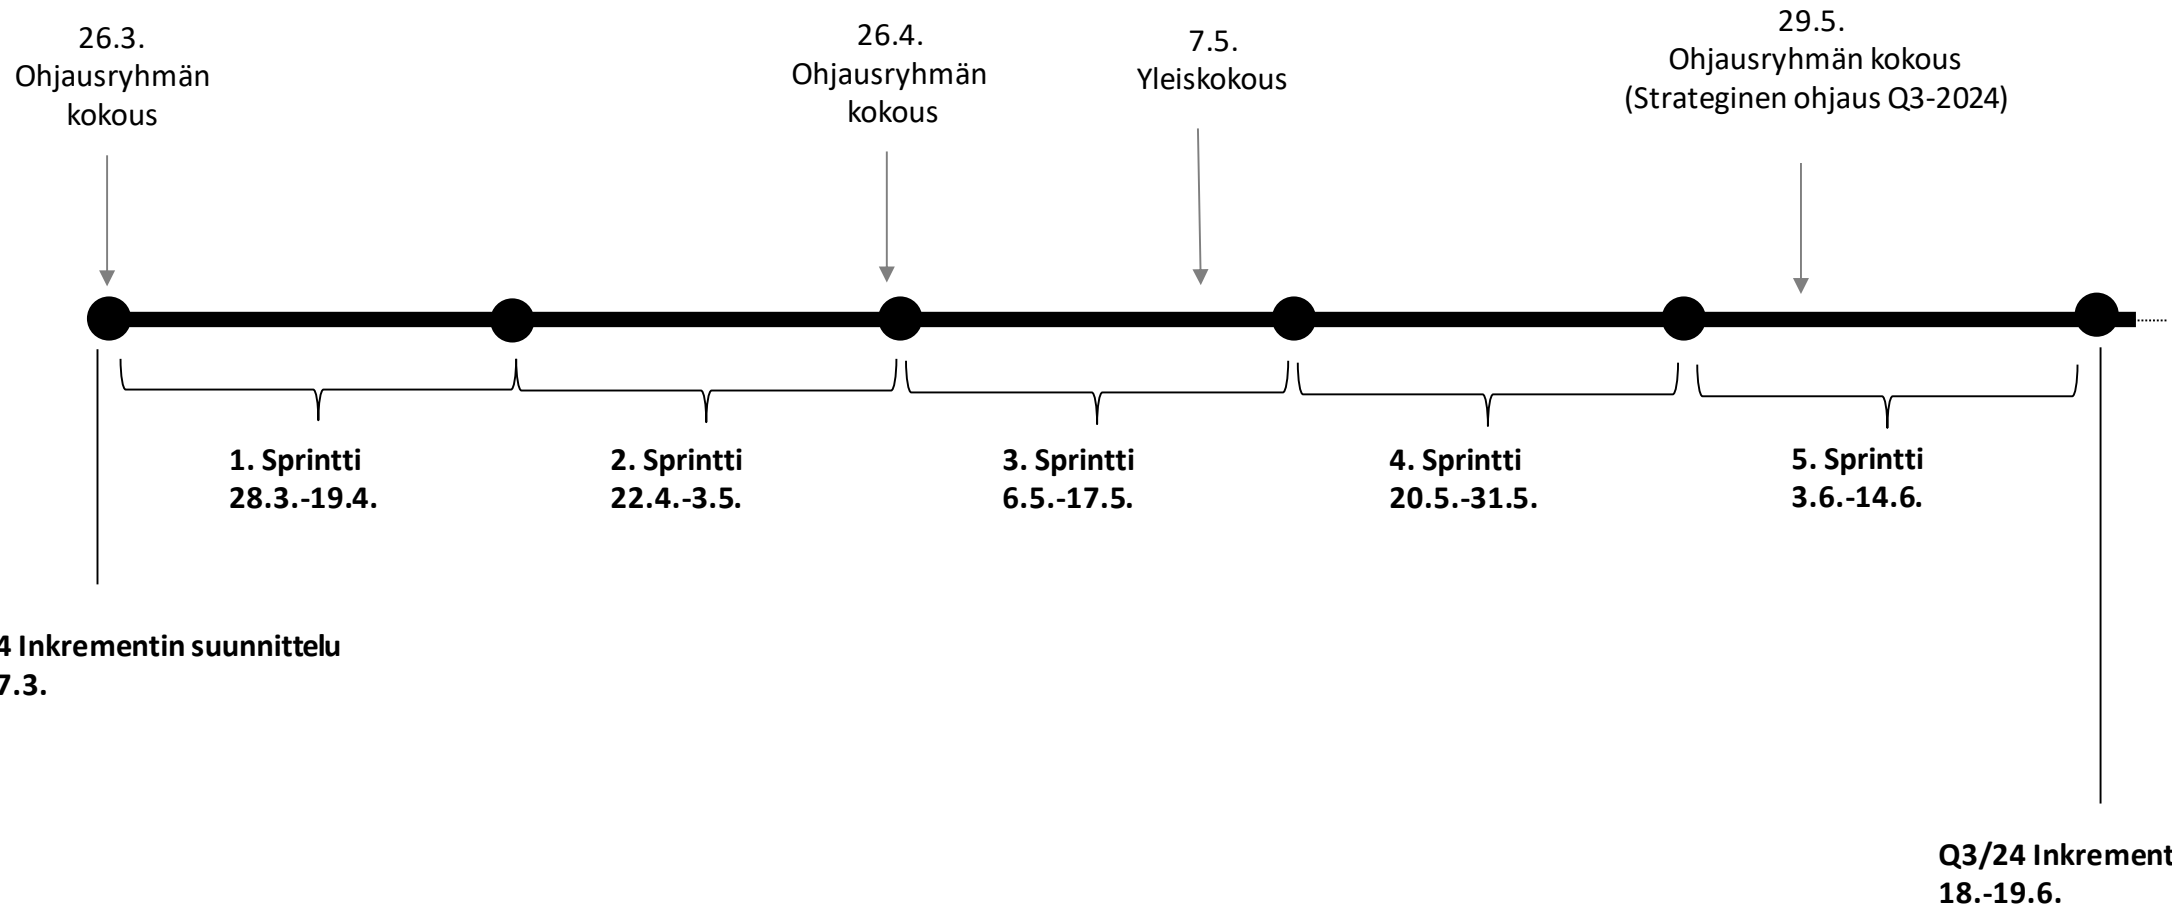 26.3.
Ohjausryhmän
kokous
26.4.
Ohjausryhmän
kokous
7.5.
Yleiskokous
29.5.
Ohjausryhmän kokous
(Strateginen ohjaus Q3-2024)
1. Sprintti
28.3.-19.4.
2. Sprintti
22.4.-3.5.
3. Sprintti
6.5.-17.5.
4. Sprintti
20.5.-31.5.
5. Sprintti
3.6.-14.6.
4 Inkrementin suunnittelu
7.3.
Q3/24 Inkrement
18.-19.6.